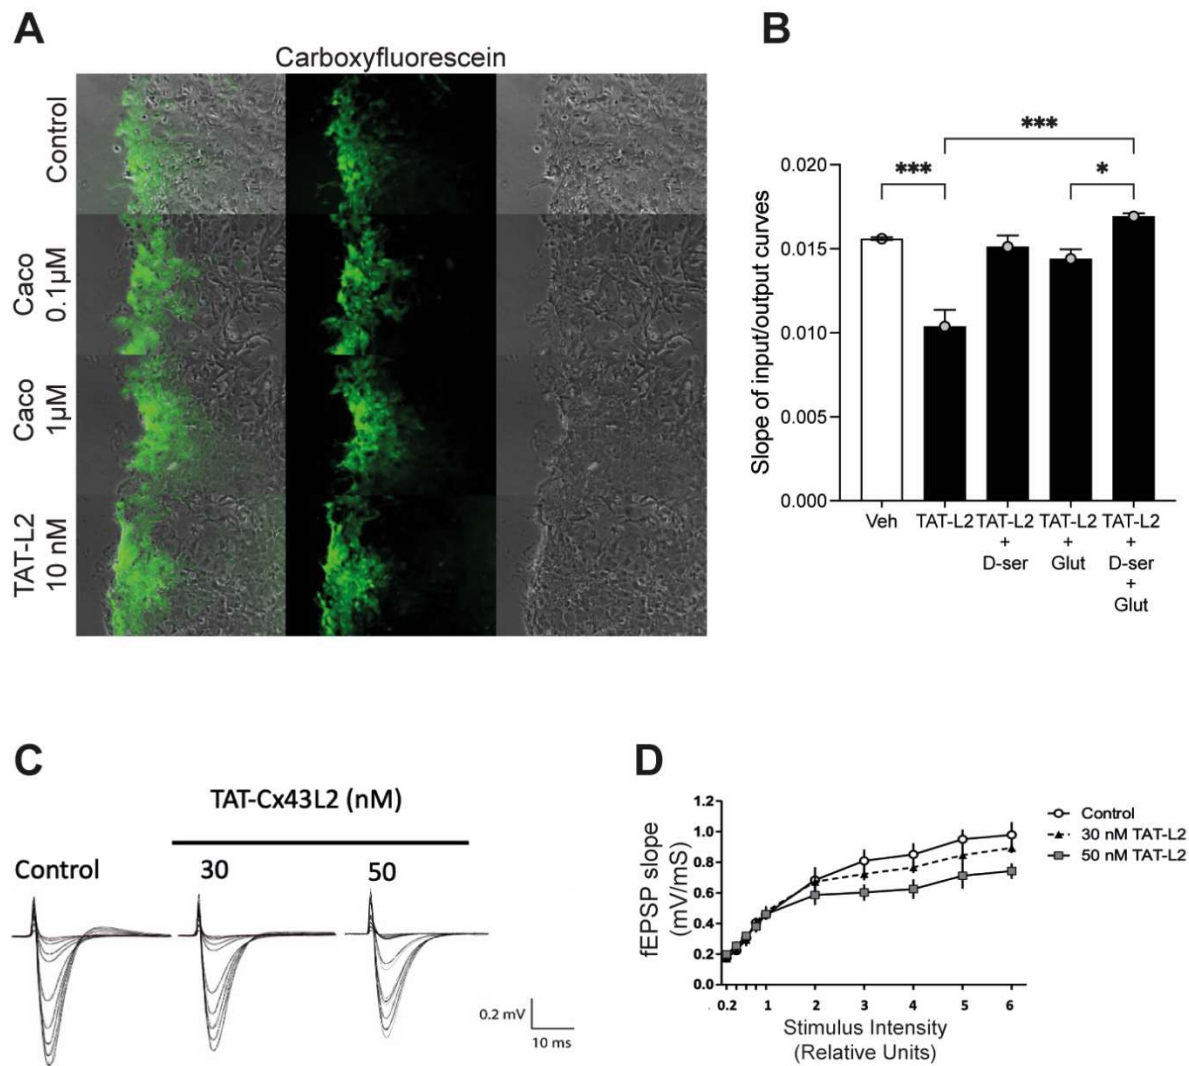 A
Carboxyfluorescein
Control
Caco
0.1µM
Caco
1µM
TAT-L2
10 nM
B
***
***
*
Slope of input/output curves
0.020
0.015
0.010
0.005
0.000
Veh
TAT-L2
TAT-L2
+
D-ser
TAT-L2
+
Glut
TAT-L2
+
D-ser
+
Glut
C
TAT-Cx43L2 (nM)
Control
30
50
0.2 mV
10 ms
D
fEPSP slope
(mV/mS)
1.2
1.0
0.8
0.6
0.4
0.2
0.0
0.2
1
2
3
4
5
6
Stimulus Intensity
(Relative Units)
Control
30 nM TAT-L2
50 nM TAT-L2